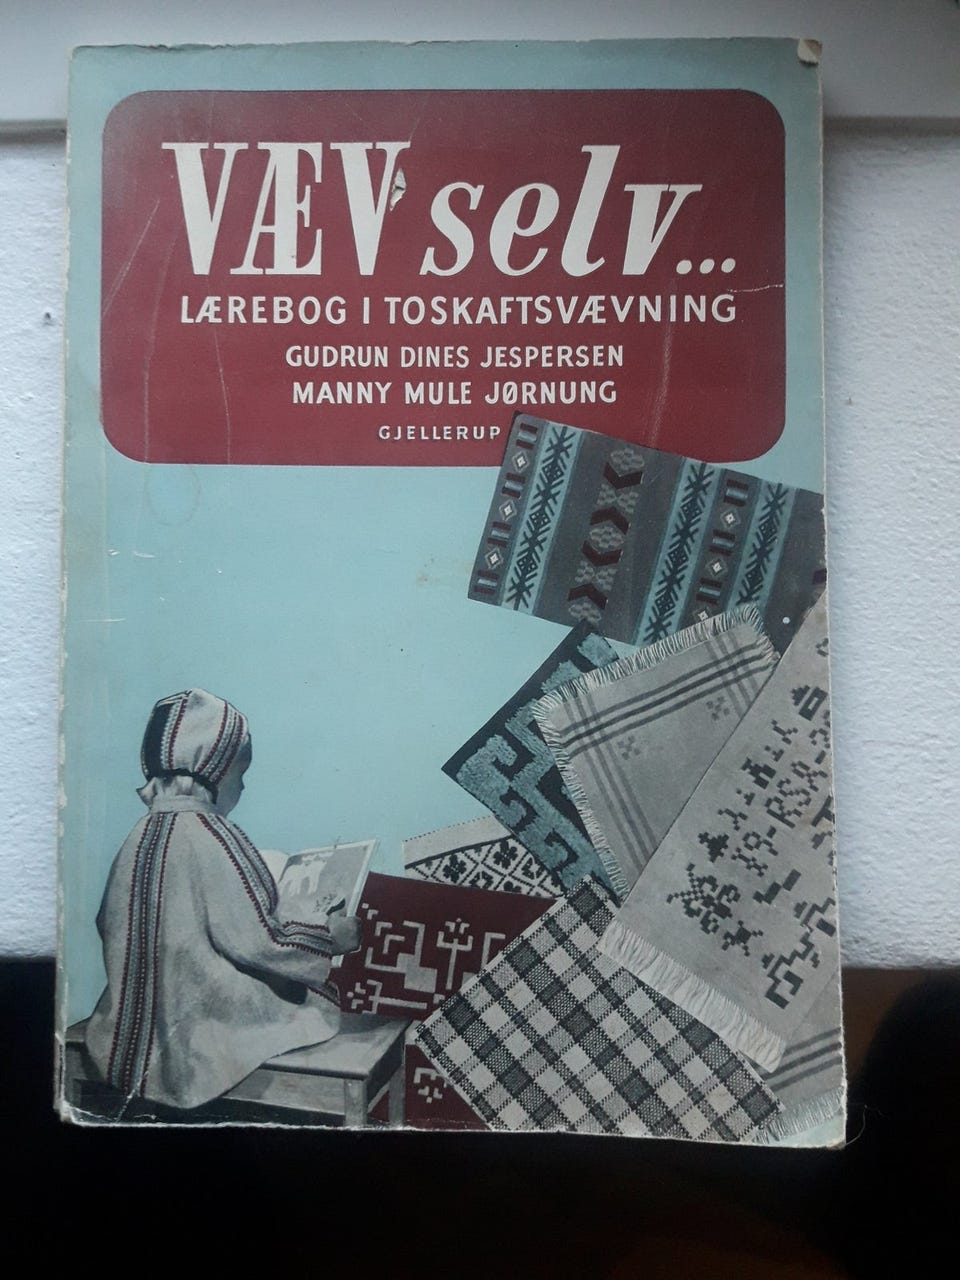 VÆV selv...
LÆREBOG I TOSKAFTSVÆVNING
GUDRUN DINES JESPERSEN
MANNY MULE JØRNUNG
GJELLERUP